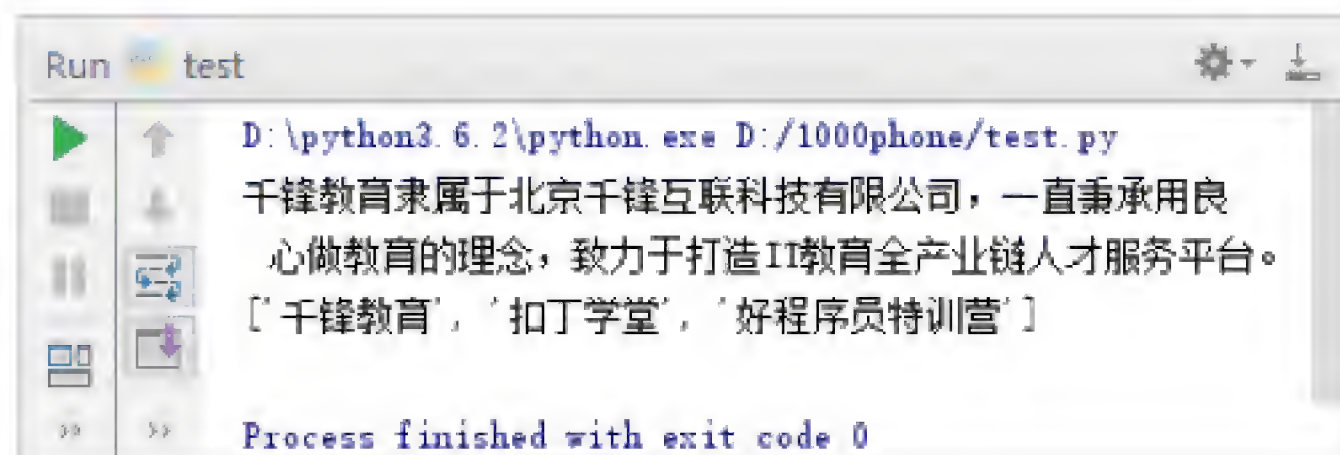 Run test
D:\python3.6.2\python.exe D:/1000phone/test.py
千锋教育隶属于北京千锋互联科技有限公司，一直秉承用良
心做教育的理念，致力于打造IT教育全产业链人才服务平台。
['千锋教育', '扣丁学堂', '好程序员特训营']
Process finished with exit code 0